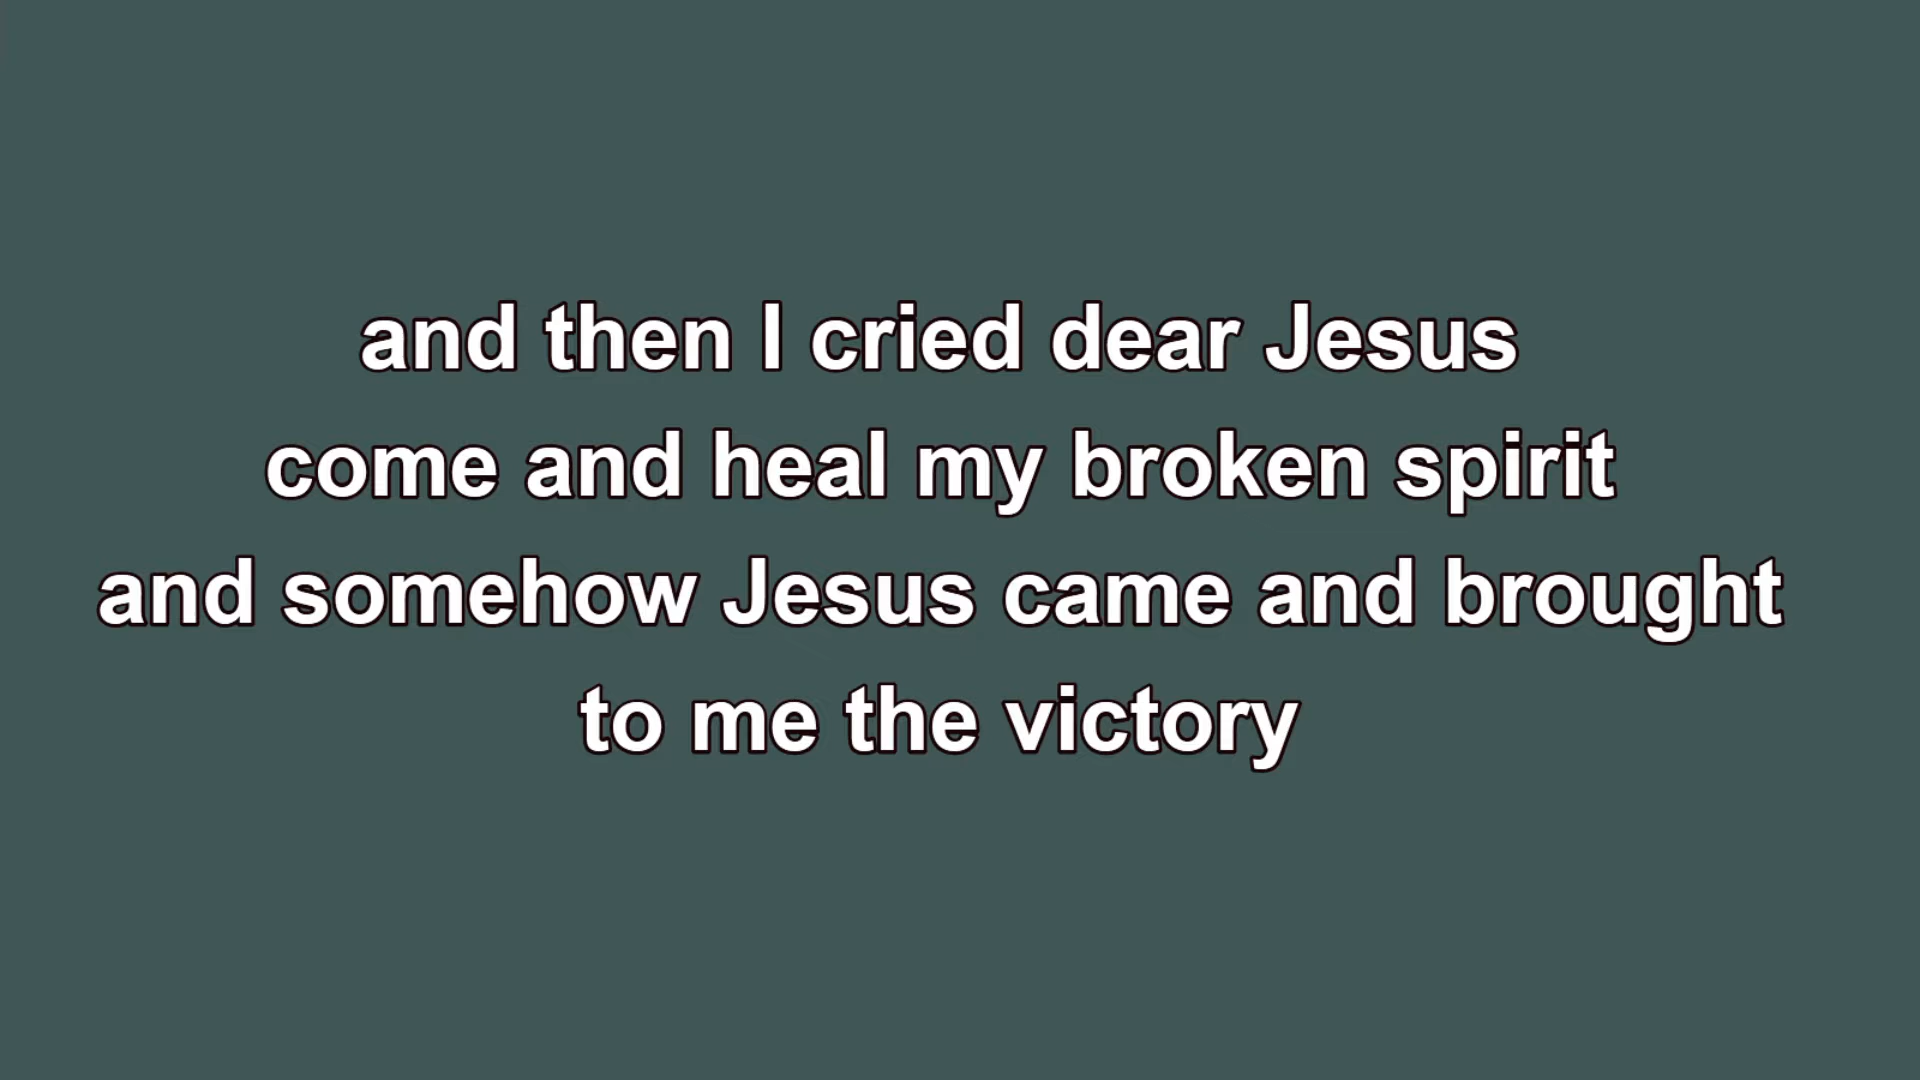 and then I cried dear Jesus
come and heal my broken spirit
and somehow Jesus came and brought
to me the victory